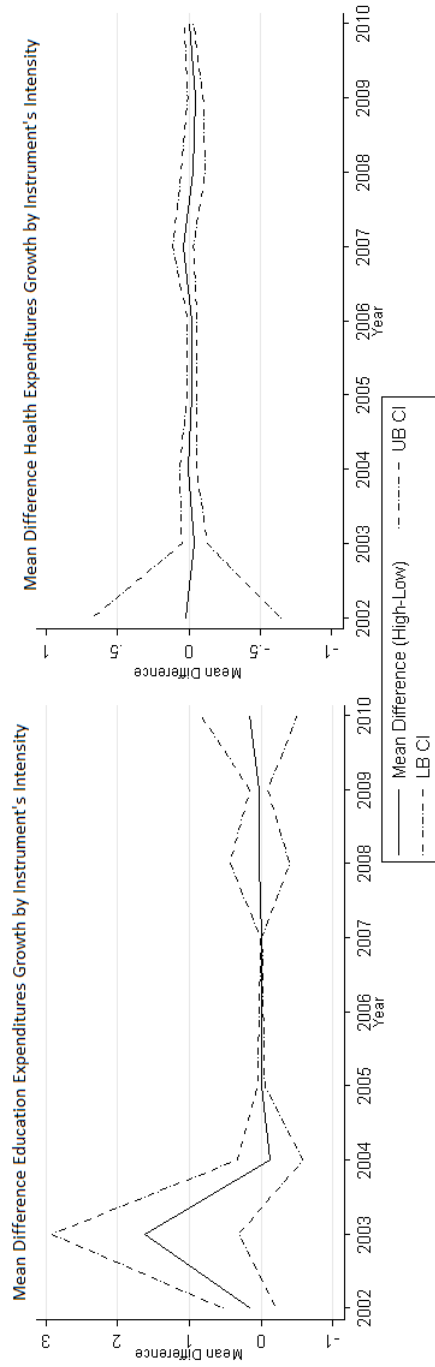 Mean Difference Education Expenditures Growth by Instrument's Intensity
Mean Difference
3
2
1
0
-1
2002 2003 2004 2005 2006 2007 2008 2009 2010
Year
Mean Difference Health Expenditures Growth by Instrument's Intensity
Mean Difference
1
.5
0
-.5
-1
2002 2003 2004 2005 2006 2007 2008 2009 2010
Year
Mean Difference (High-Low)
LB CI
UB CI